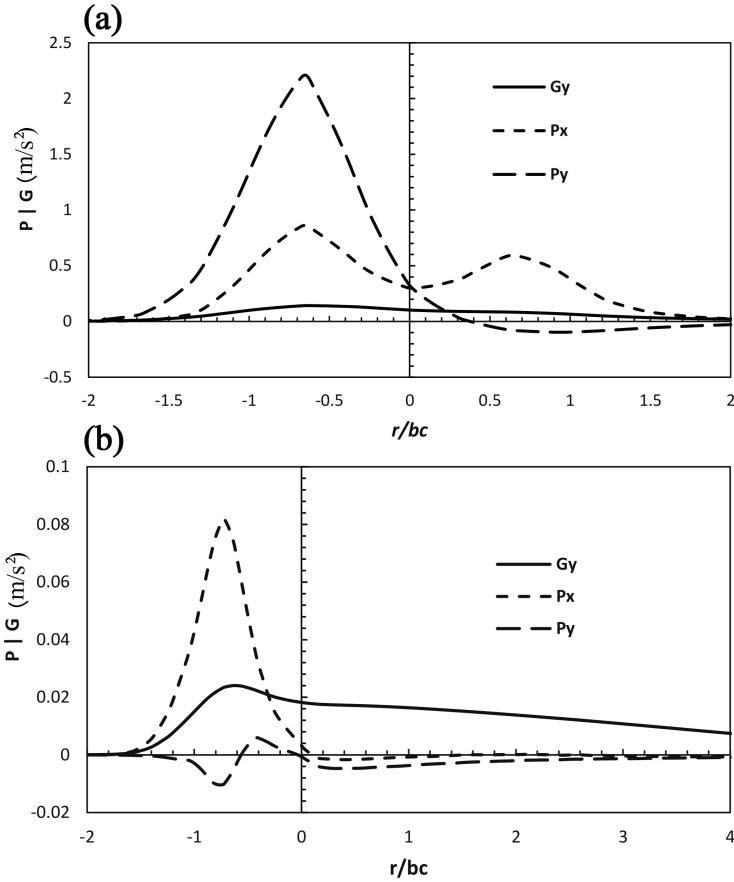 (a)
2.5
2
1.5
1
0.5
0
-0.5
P | G (m/s²)
Gy
Px
Py
-2 -1.5 -1 -0.5 0 0.5 1 1.5 2
r/bc
(b)
0.1
0.08
0.06
0.04
0.02
0
-0.02
P | G (m/s²)
Gy
Px
Py
-2 -1 0 1 2 3 4
r/bc